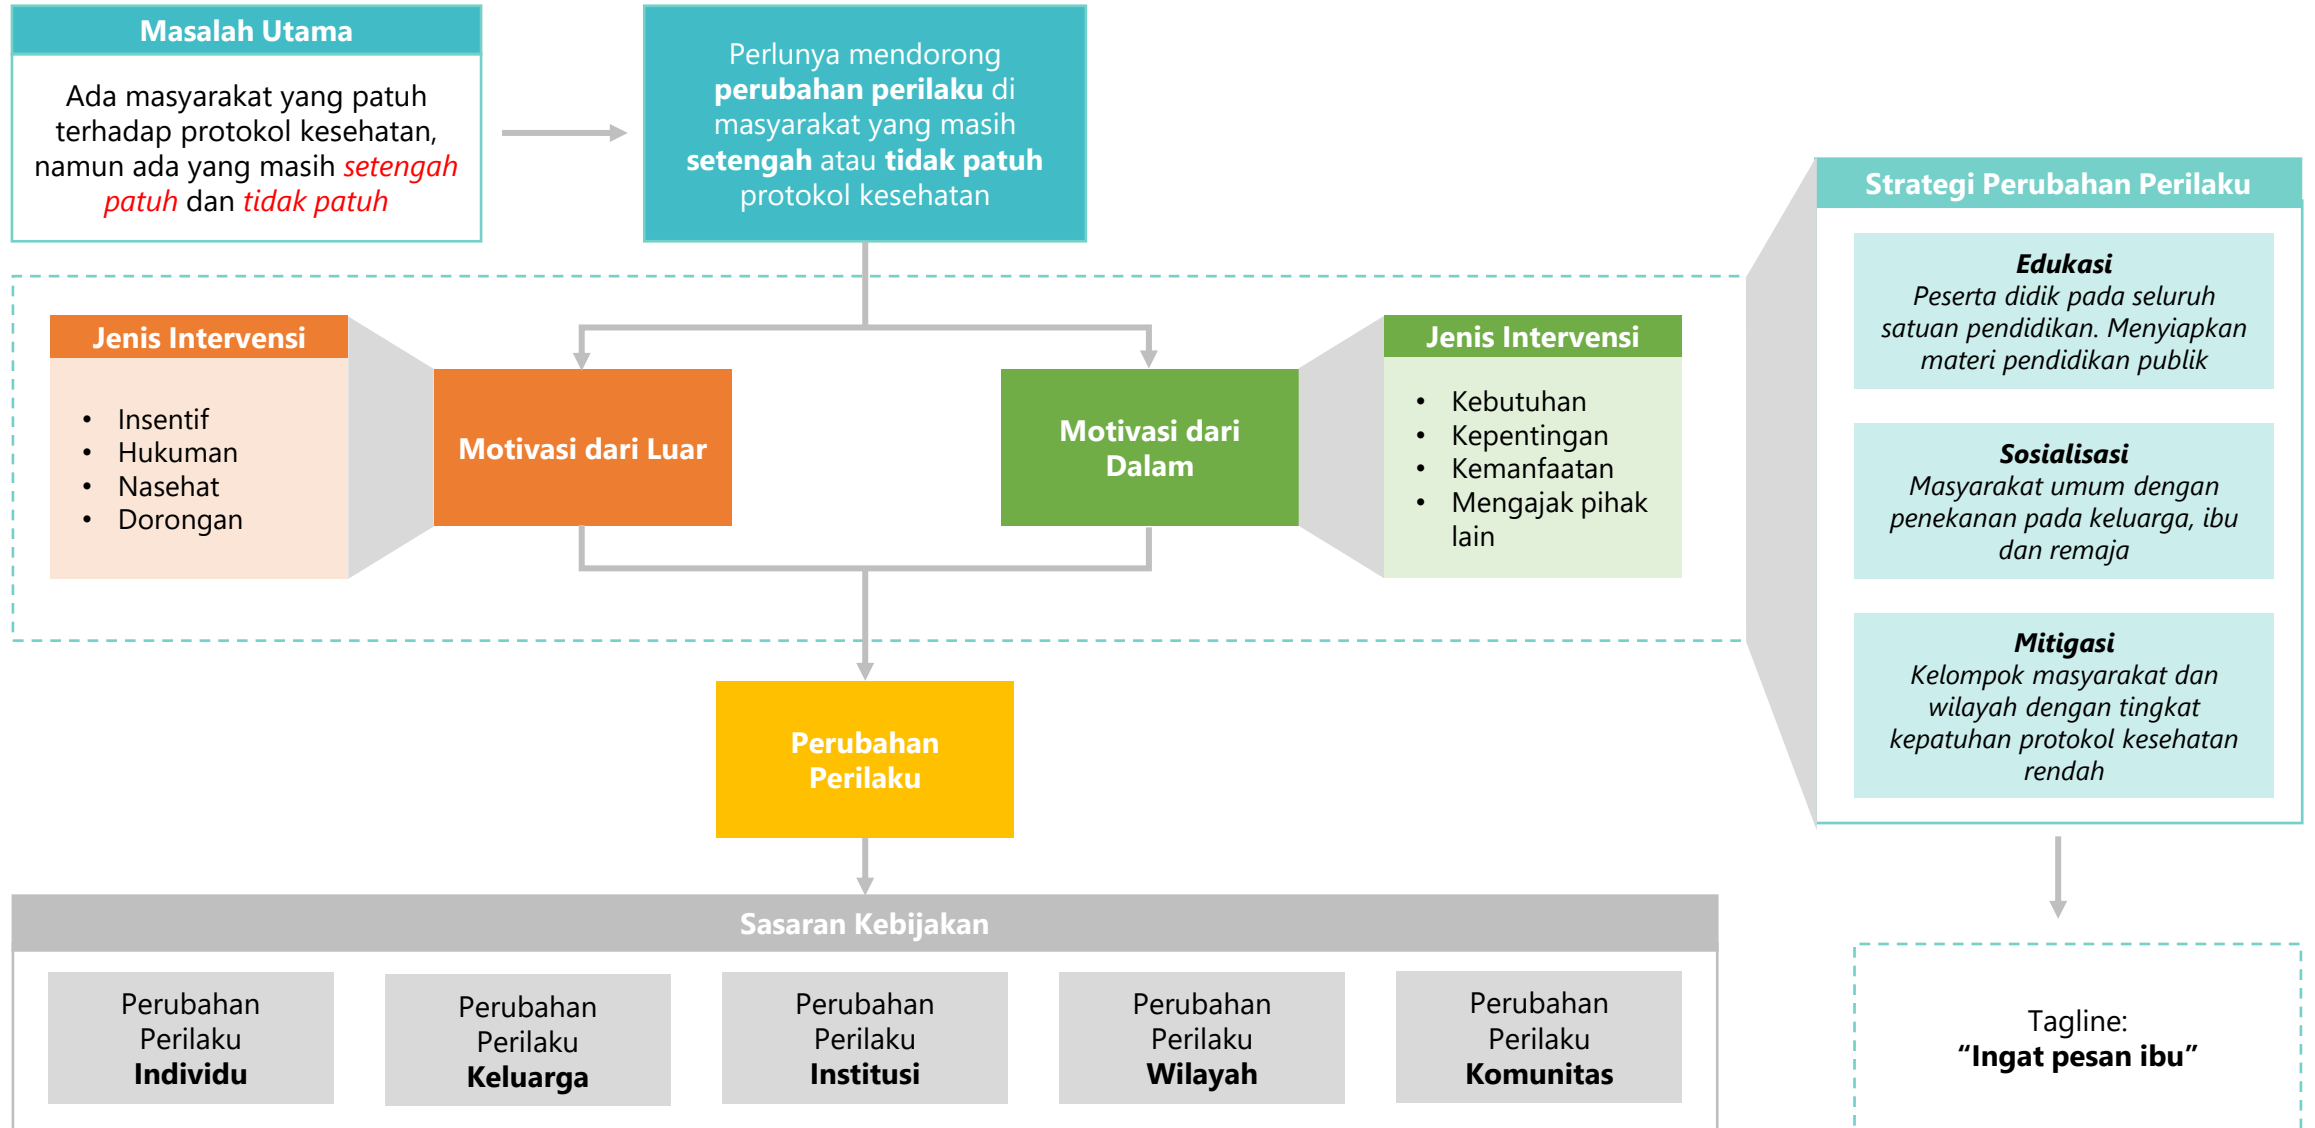 Masalah Utama
Ada masyarakat yang patuh
terhadap protokol kesehatan,
namun ada yang masih setengah
patuh dan tidak patuh
Perlunya mendorong
perubahan perilaku di
masyarakat yang masih
setengah atau tidak patuh
protokol kesehatan
Jenis Intervensi
• Insentif
• Hukuman
• Nasehat
• Dorongan
Motivasi dari Luar
Motivasi dari
Dalam
Jenis Intervensi
• Kebutuhan
• Kepentingan
• Kemanfaatan
• Mengajak pihak
lain
Perubahan
Perilaku
Sasaran Kebijakan
Perubahan
Perilaku
Individu
Perubahan
Perilaku
Keluarga
Perubahan
Perilaku
Institusi
Perubahan
Perilaku
Wilayah
Perubahan
Perilaku
Komunitas
Strategi Perubahan Perilaku
Edukasi
Peserta didik pada seluruh
satuan pendidikan. Menyiapkan
materi pendidikan publik
Sosialisasi
Masyarakat umum dengan
penekanan pada keluarga, ibu
dan remaja
Mitigasi
Kelompok masyarakat dan
wilayah dengan tingkat
kepatuhan protokol kesehatan
rendah
Tagline:
“Ingat pesan ibu”